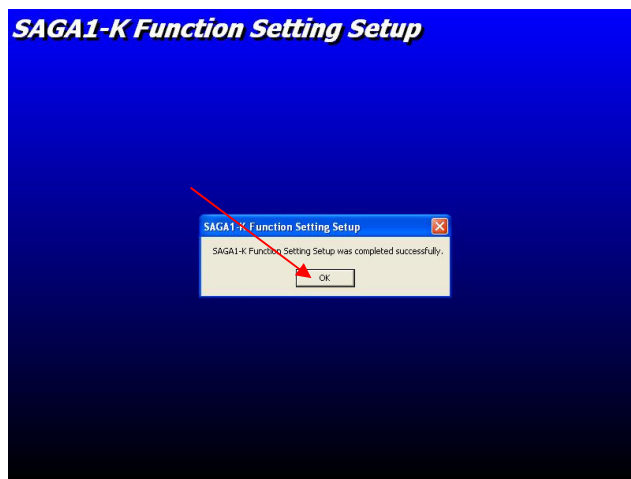 SAGA1-K Function Setting Setup
SAGA1-K Function Setting Setup
SAGA1-K Function Setting Setup was completed successfully.
OK